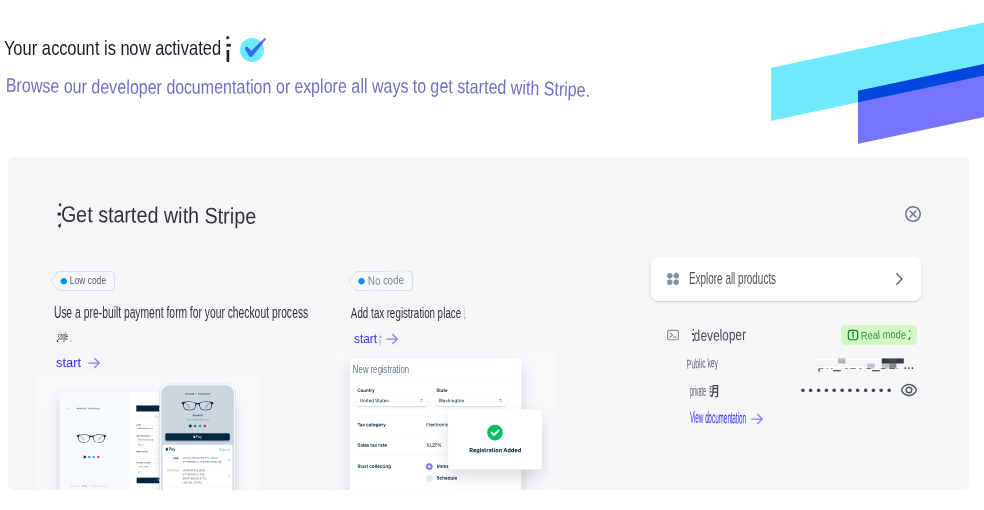 Your account is now activated
Browse our developer documentation or explore all ways to get started with Stripe.
Get started with Stripe
Low code
Use a pre-built payment form for your checkout process
start
No code
Add tax registration place
start
New registration
Country
State
United States
Washington
Tax category
Electronic
Sales tax rate
10.25%
Registration Added
Start collecting
Schedule
Pay
Pay
Explore all products
developer
Real mode
Public key
private
View documentation